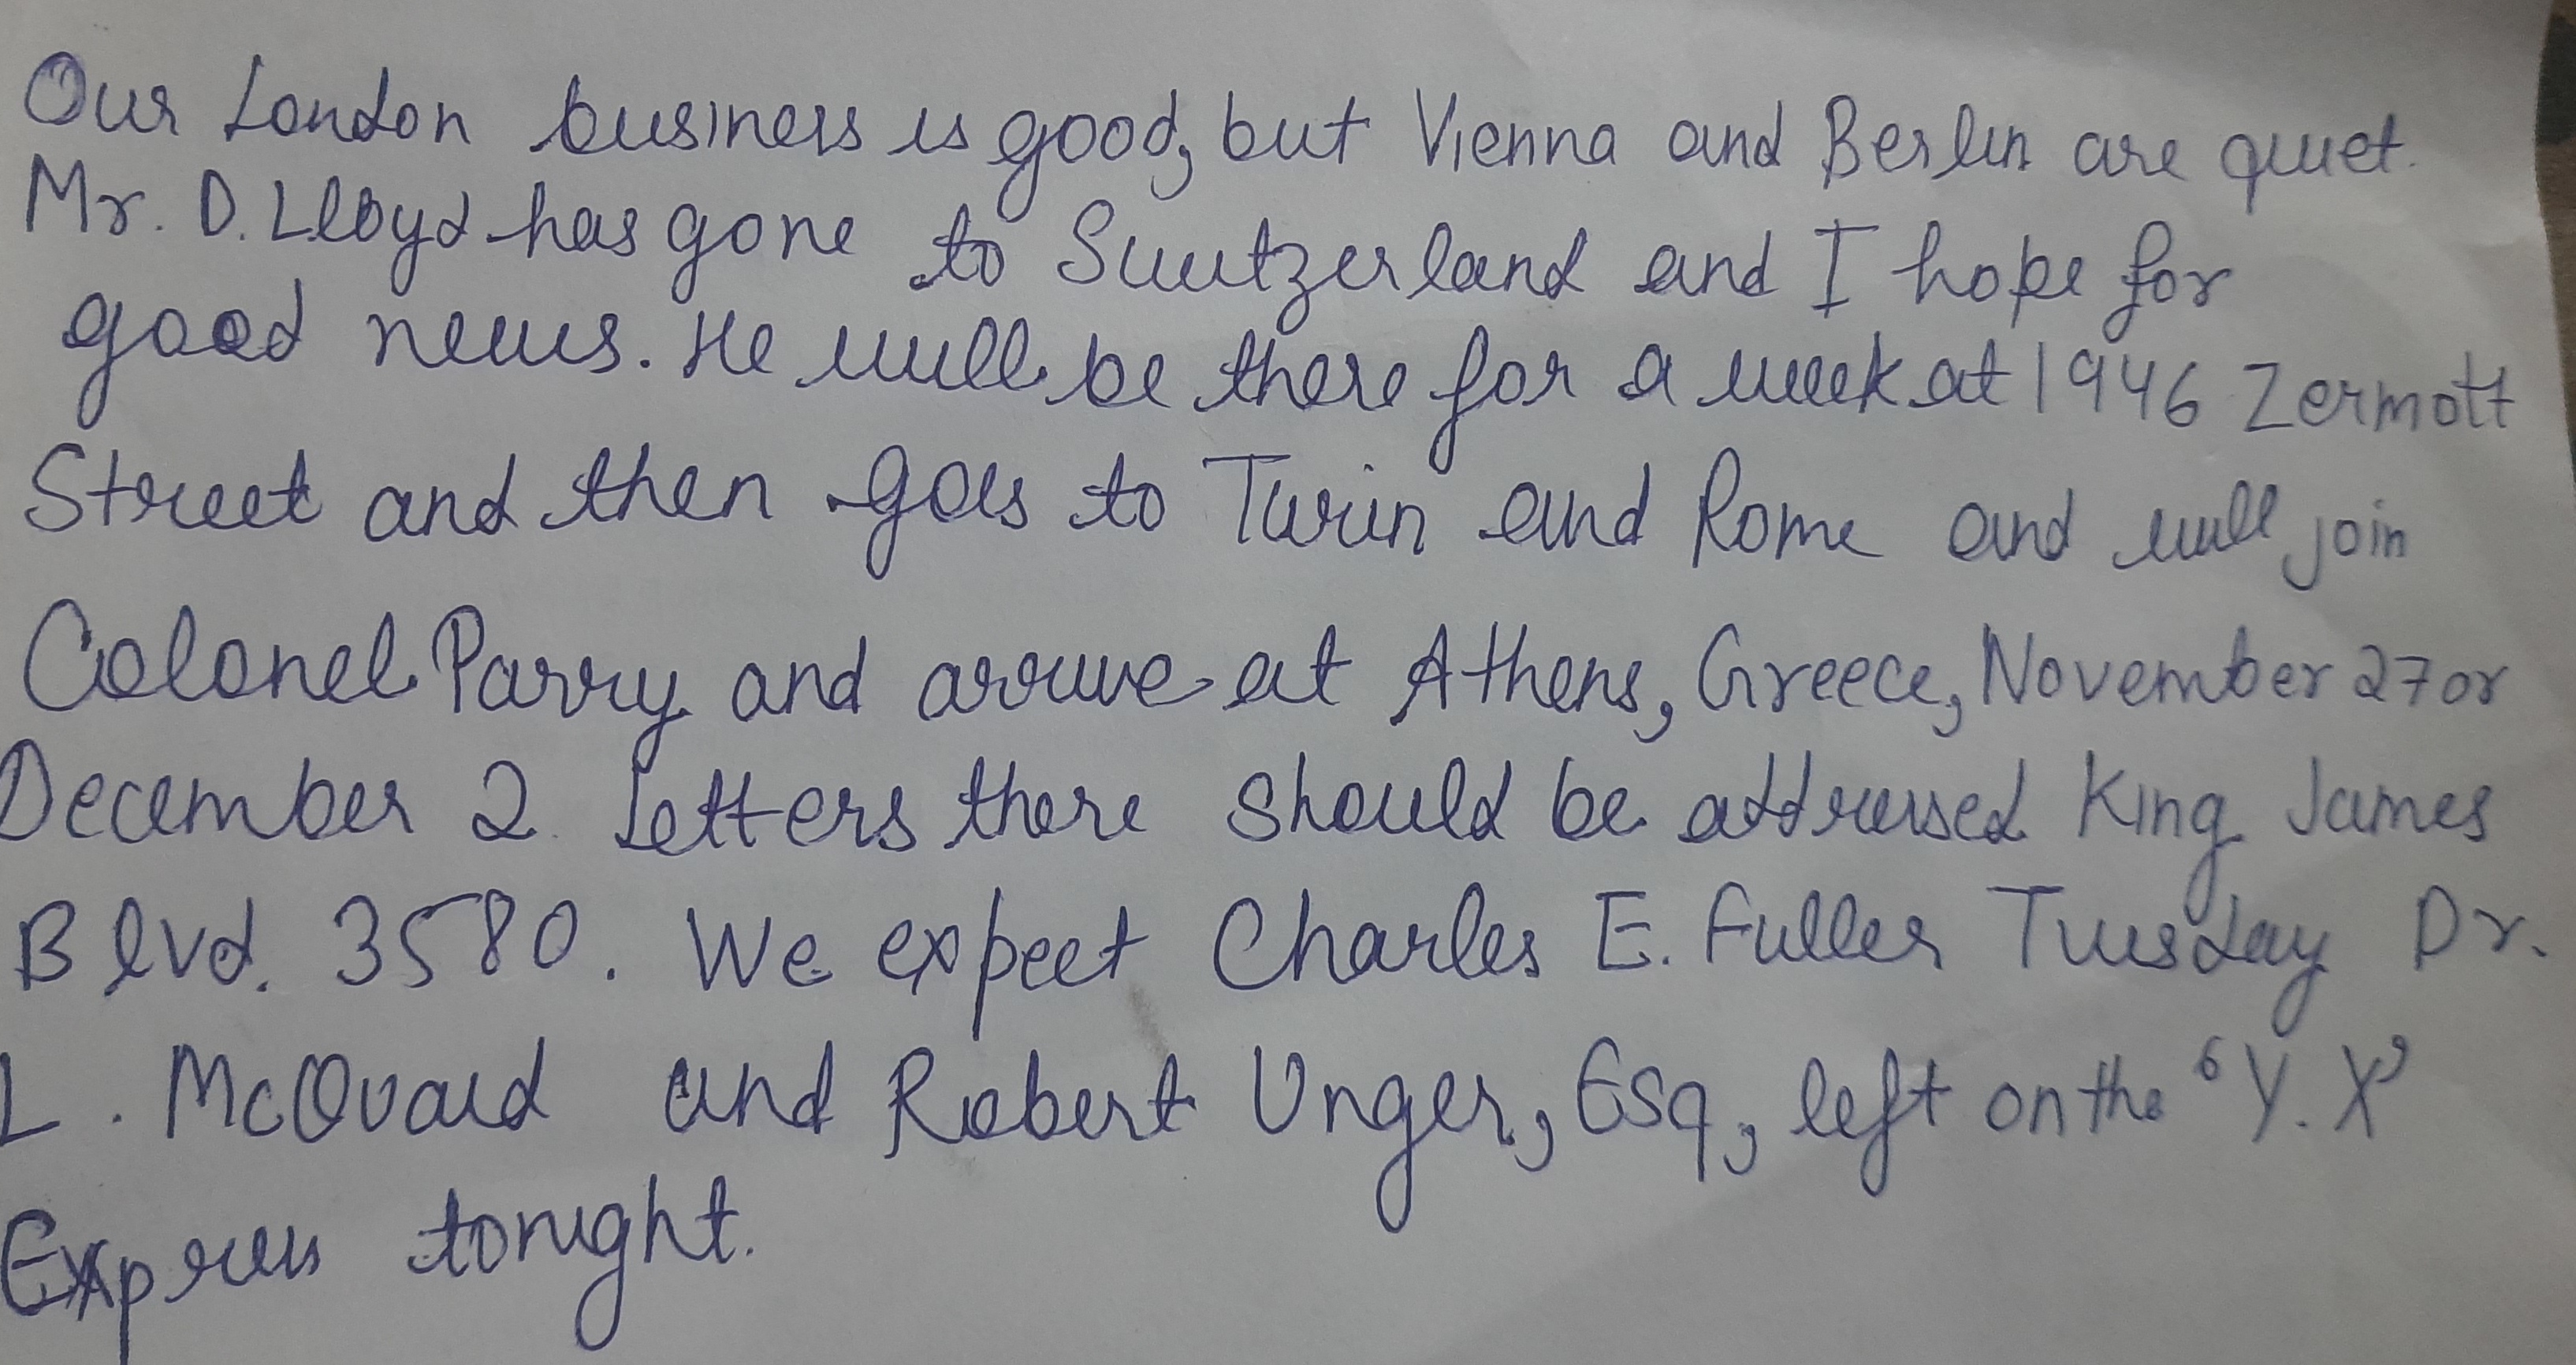 Our London business is good, but Vienna and Berlin are quiet.
Mr. D. Lloyd has gone to Switzerland and I hope for
good news. He will be there for a week at 1946 Zermott
Street and then goes to Turin and Rome and will join
Colonel Parry and arrive at Athens, Greece, November 27 or
December 2. Letters there should be addressed King James
Blvd. 3580. We expect Charles E. Fuller Tuesday Dr.
L. McQuaid and Robert Unger, Esq, left on the 'Y. X'
Express tonight.